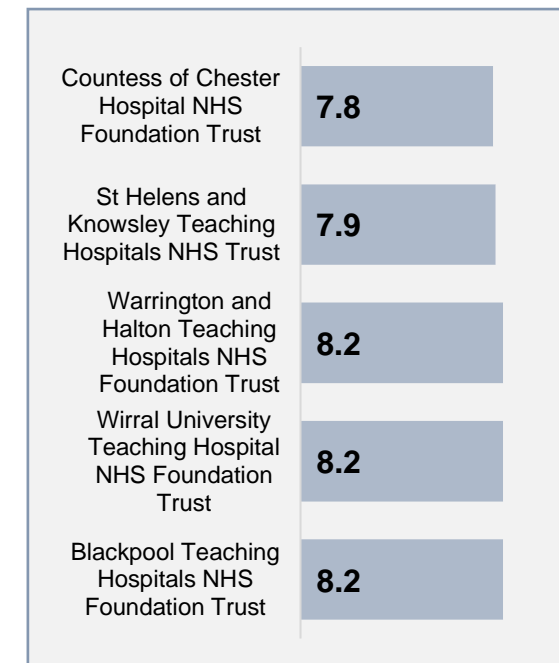 Countess of Chester
Hospital NHS
Foundation Trust
7.8
St Helens and
Knowsley Teaching
Hospitals NHS Trust
7.9
Warrington and
Halton Teaching
Hospitals NHS
Foundation Trust
8.2
Wirral University
Teaching Hospital
NHS Foundation
Trust
8.2
Blackpool Teaching
Hospitals NHS
Foundation Trust
8.2